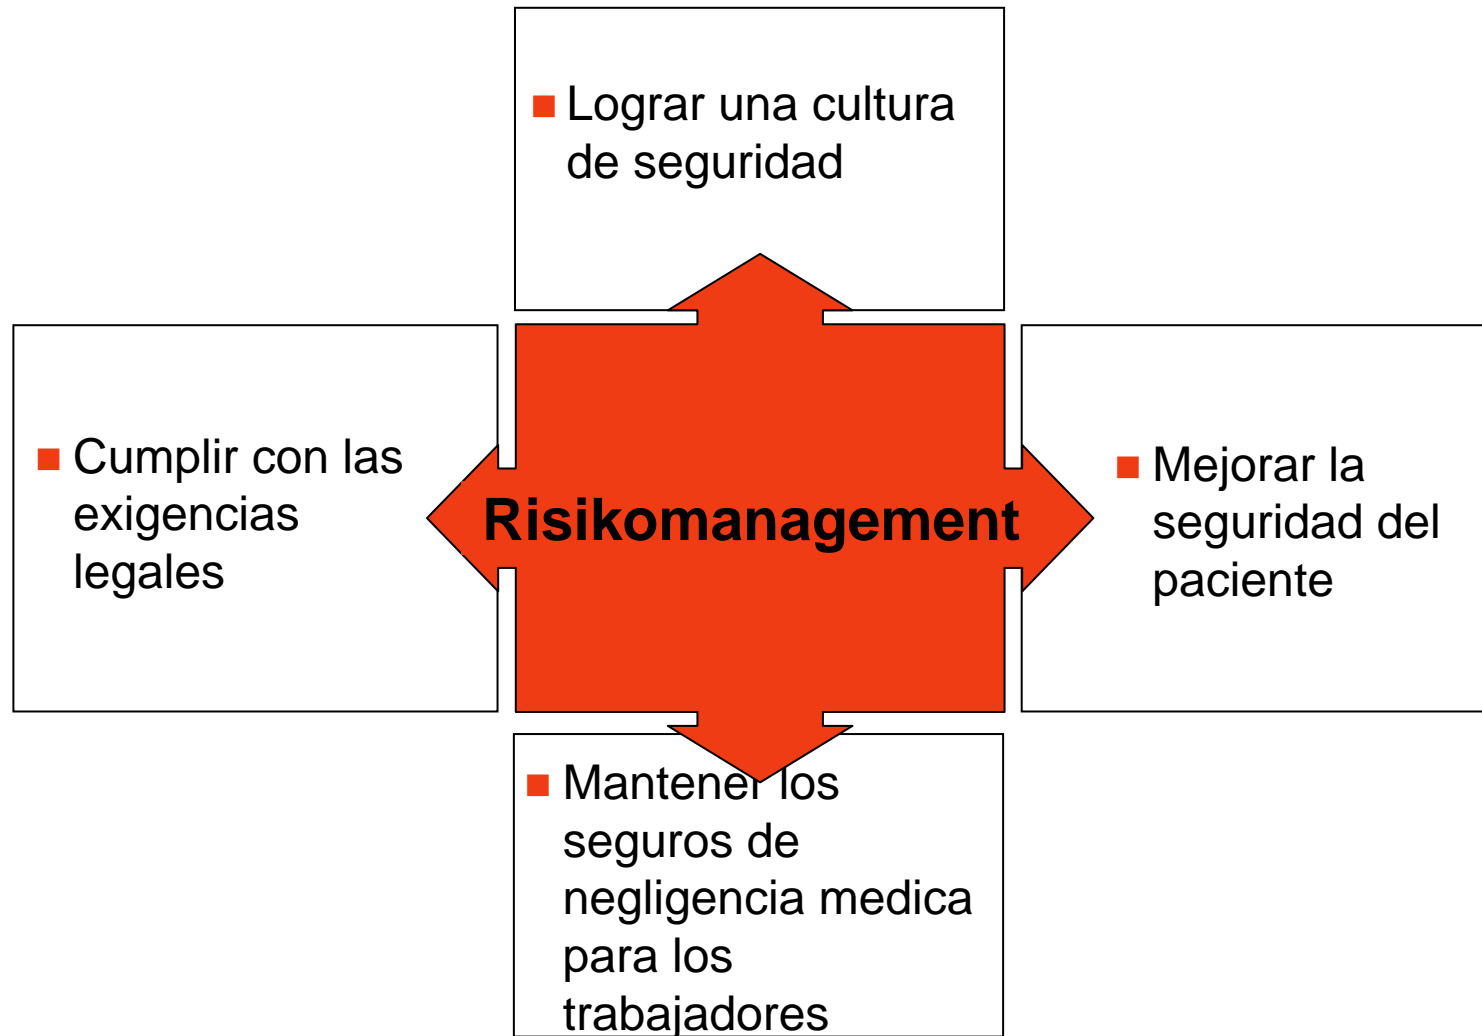 Lograr una cultura
de seguridad
Cumplir con las
exigencias
legales
Risikomanagement
Mejorar la
seguridad del
paciente
Mantener los
seguros de
negligencia medica
para los
trabajadores